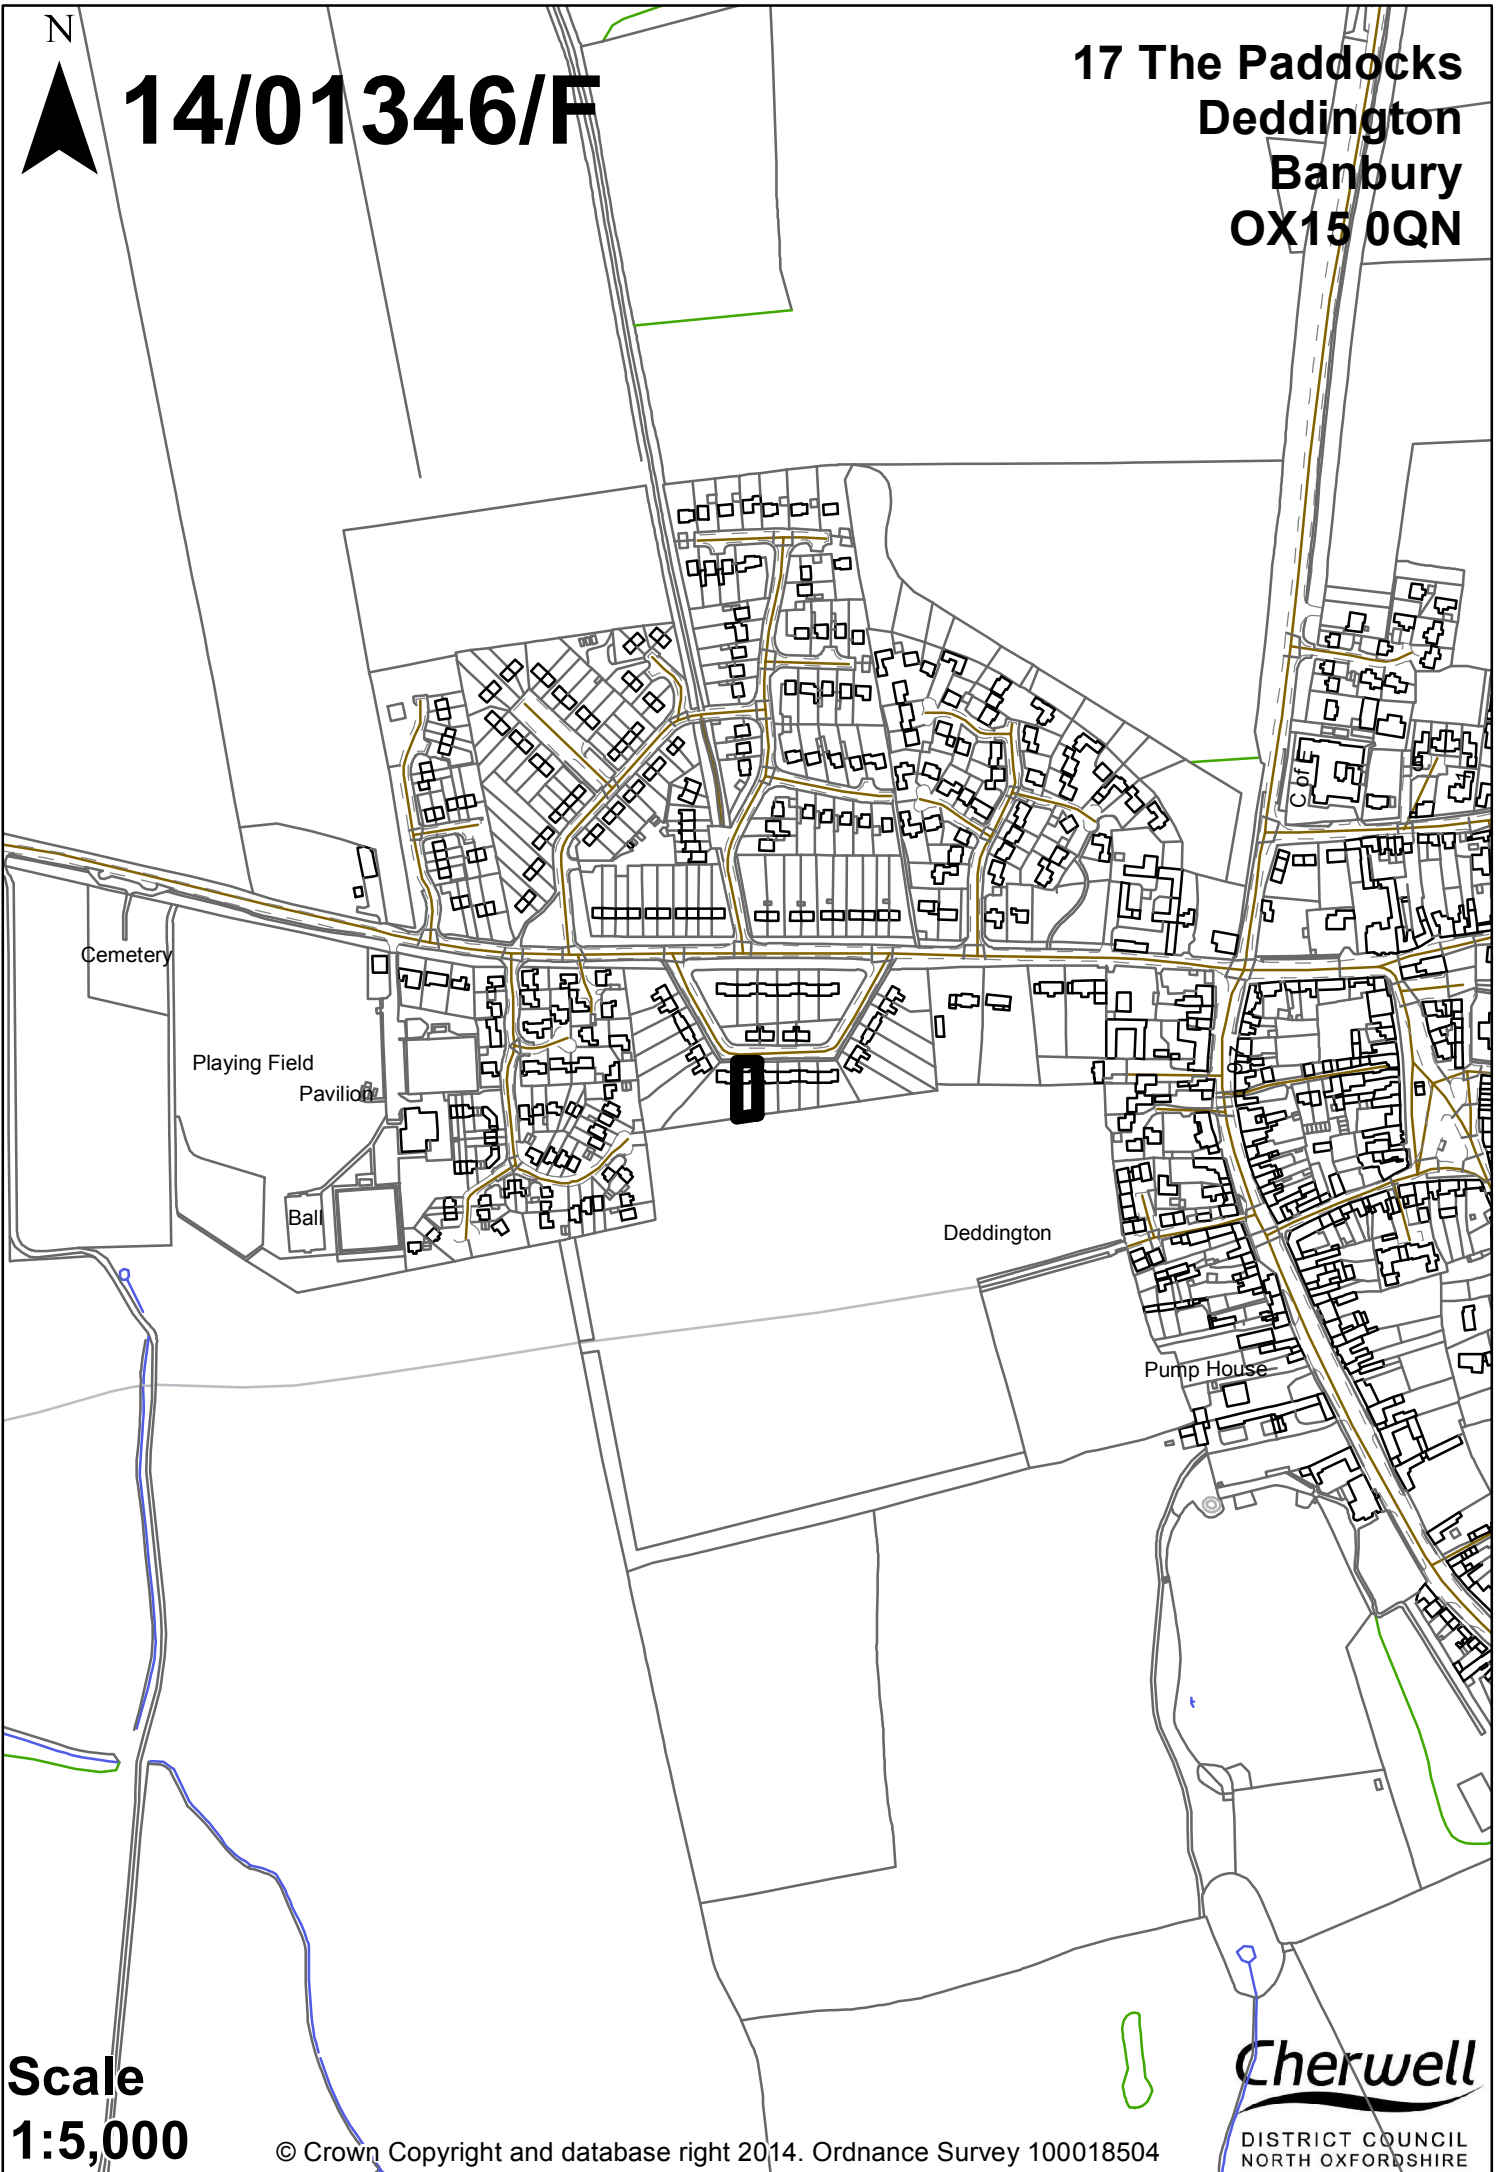 N
14/01346/F
17 The Paddocks
Deddington
Banbury
OX15 0QN
C of E
Cemetery
Playing Field
Pavilion
Ball
Deddington
Pump House
Scale
1:5,000
© Crown Copyright and database right 2014. Ordnance Survey 100018504
Cherwell
DISTRICT COUNCIL
NORTH OXFORDSHIRE